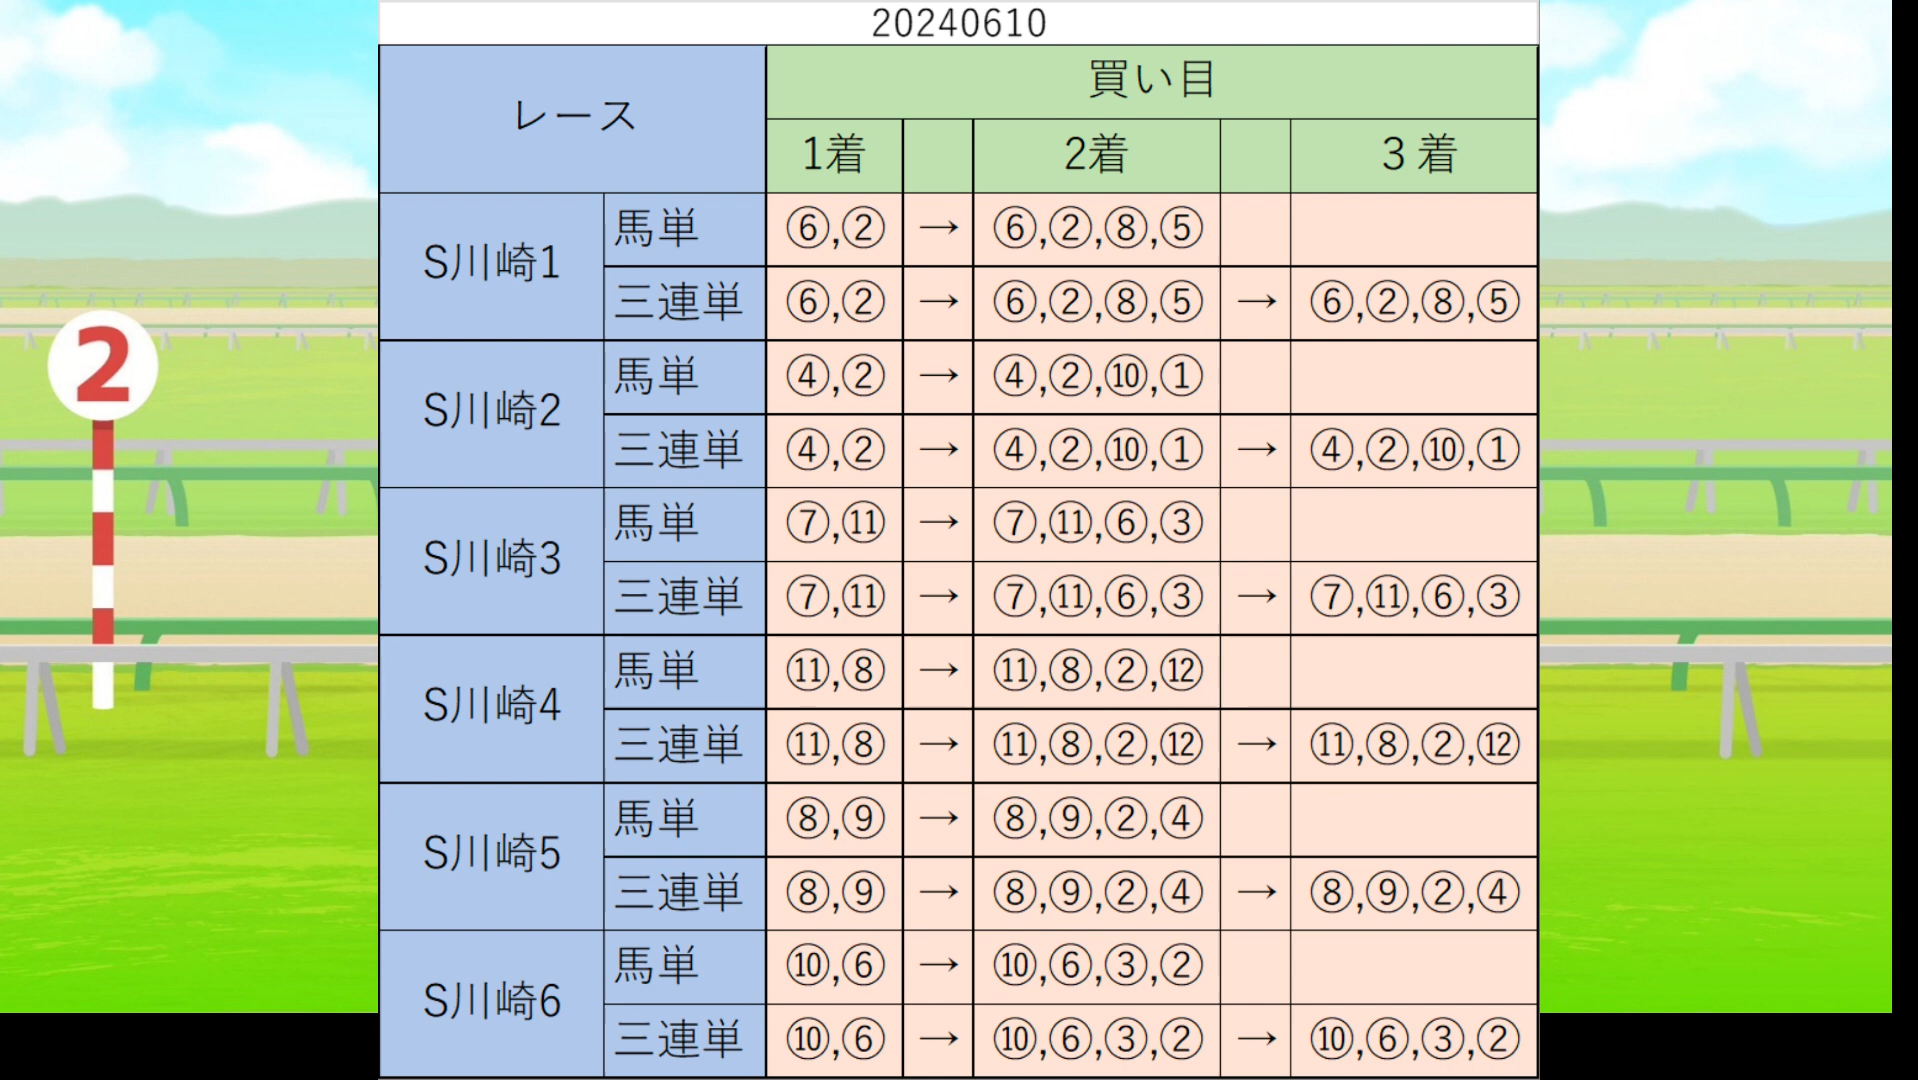 20240610
レース 買い目
1着 2着 3着
2
S川崎1 馬単 ⑥,② → ⑥,②,⑧,⑤
三連単 ⑥,② → ⑥,②,⑧,⑤ → ⑥,②,⑧,⑤
S川崎2 馬単 ④,② → ④,②,⑩,①
三連単 ④,② → ④,②,⑩,① → ④,②,⑩,①
S川崎3 馬単 ⑦,⑪ → ⑦,⑪,⑥,③
三連単 ⑦,⑪ → ⑦,⑪,⑥,③ → ⑦,⑪,⑥,③
S川崎4 馬単 ⑪,⑧ → ⑪,⑧,②,⑫
三連単 ⑪,⑧ → ⑪,⑧,②,⑫ → ⑪,⑧,②,⑫
S川崎5 馬単 ⑧,⑨ → ⑧,⑨,②,④
三連単 ⑧,⑨ → ⑧,⑨,②,④ → ⑧,⑨,②,④
S川崎6 馬単 ⑩,⑥ → ⑩,⑥,③,②
三連単 ⑩,⑥ → ⑩,⑥,③,② → ⑩,⑥,③,②